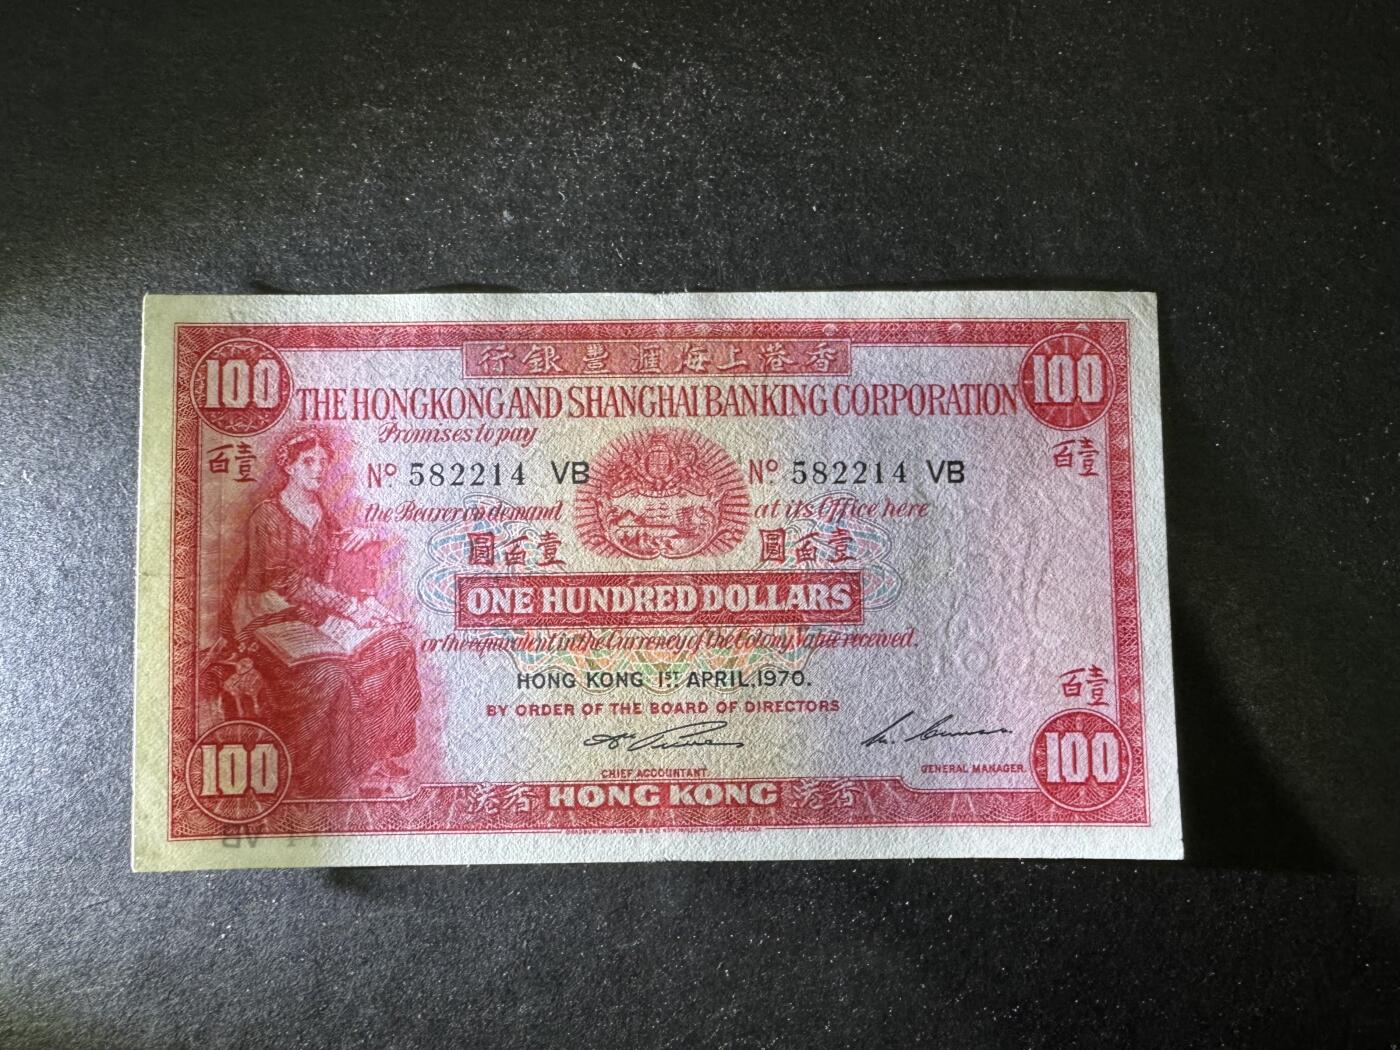 行銀豐滙海上港香
100 100
THE HONGKONG AND SHANGHAI BANKING CORPORATION
Promises to pay
百壹 百壹
Nº 582214 VB Nº 582214 VB
the Bearer on demand at its Office here
圓百壹 圓百壹
ONE HUNDRED DOLLARS
or the equivalent in the Currency of the Colony, Value received.
HONG KONG 1ST APRIL, 1970.
百壹
BY ORDER OF THE BOARD OF DIRECTORS
CHIEF ACCOUNTANT GENERAL MANAGER.
100 100
港香 HONG KONG 港香